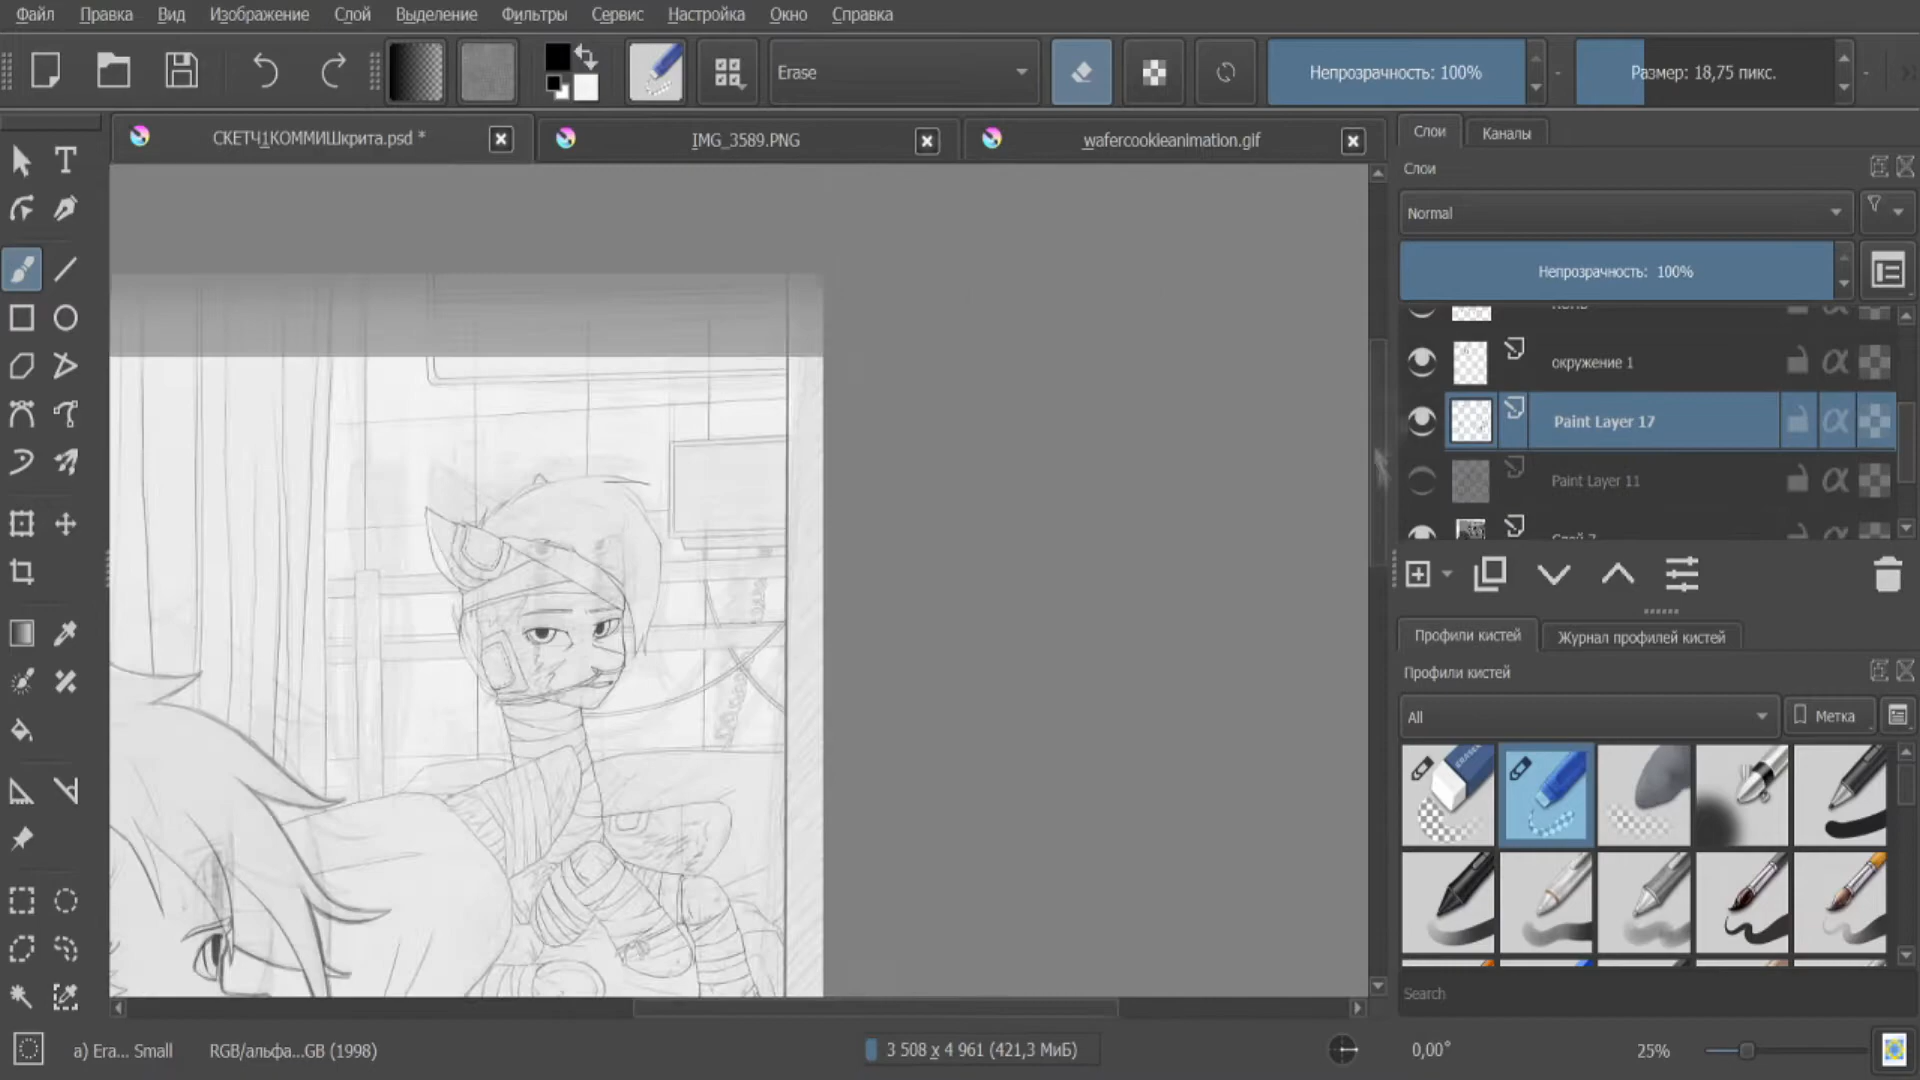 Файл Правка Вид Изображение Слой Выделение Фильтры Сервис Настройка Окно Справка
Erase
Непрозрачность: 100%
Размер: 18,75 пикс.
СКЕТЧ1КОММИШкрита.psd *
IMG_3589.PNG
wafercookieanimation.gif
Слои Каналы
Слои
Normal
Непрозрачность: 100%
окружение 1
Paint Layer 17
Paint Layer 11
Слой 7
Профили кистей Журнал профилей кистей
Профили кистей
All
Метка
Search
a) Era... Small
RGB/альфа...GB (1998)
3 508 x 4 961 (421,3 МиБ)
0,00°
25%